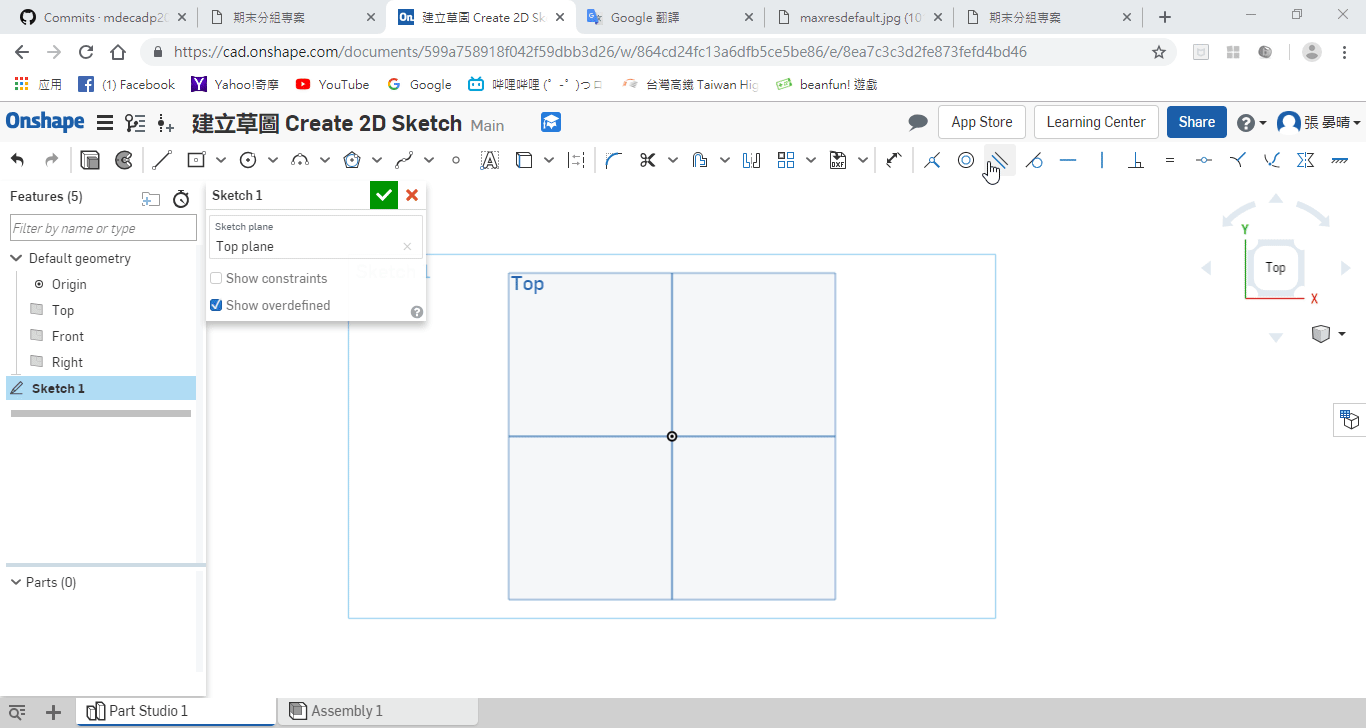 Commits · mdecadp20
期末分組專案
On
建立草圖 Create 2D Sk
Google 翻譯
maxresdefault.jpg (10
期末分組專案
https://cad.onshape.com/documents/599a758918f042f59dbb3d26/w/864cd24fc13a6dfb5ce5be86/e/8ea7c3c3d2fe873fefd4bd46
应用
(1) Facebook
Yahoo!奇摩
YouTube
Google
嗶哩嗶哩 (゜-゜)つロ
台灣高鐵 Taiwan Hig
beanfun! 遊戲
Onshape
建立草圖 Create 2D Sketch Main
App Store
Learning Center
Share
張 晏晴
DXF
Features (5)
Filter by name or type
Default geometry
Origin
Top
Front
Right
Sketch 1
Parts (0)
Sketch 1
Sketch plane
Top plane
Show constraints
Show overdefined
Top
Y
Top
X
Part Studio 1
Assembly 1